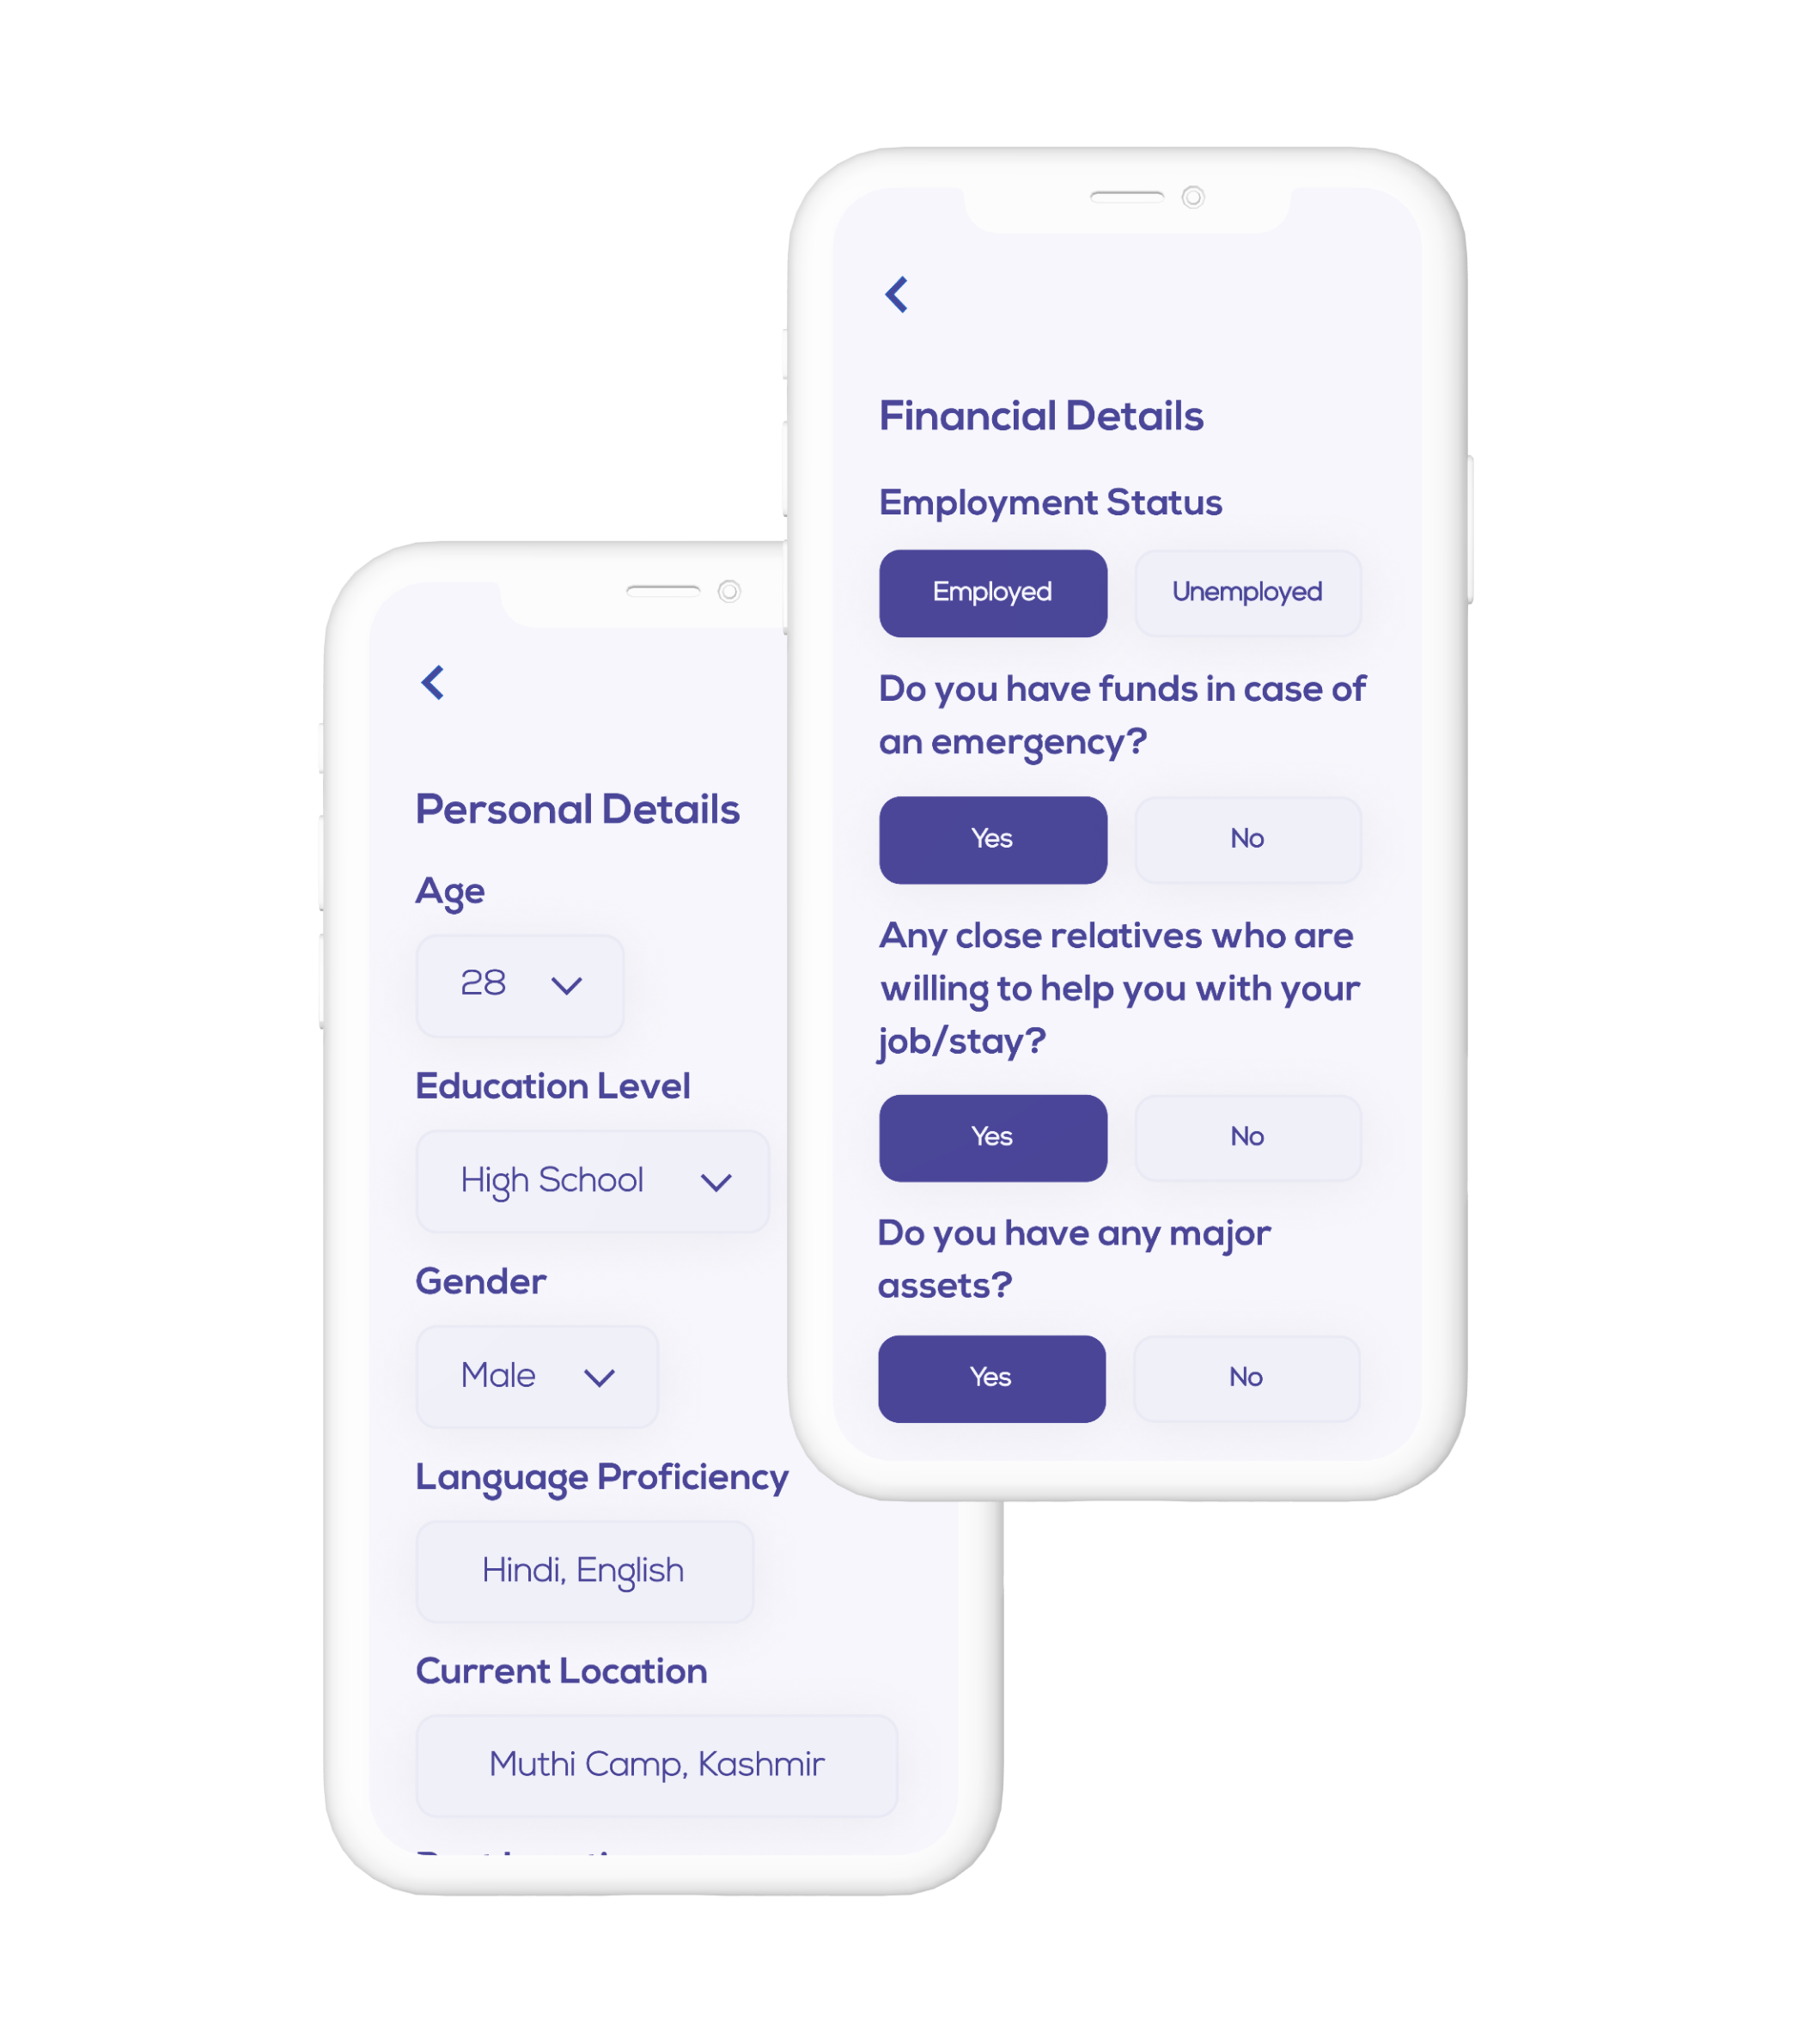 Financial Details
Employment Status
Employed Unemployed
Do you have funds in case of
an emergency?
Yes No
Any close relatives who are
willing to help you with your
job/stay?
Yes No
Do you have any major
assets?
Yes No
Personal Details
Age
28
Education Level
High School
Gender
Male
Language Proficiency
Hindi, English
Current Location
Muthi Camp, Kashmir